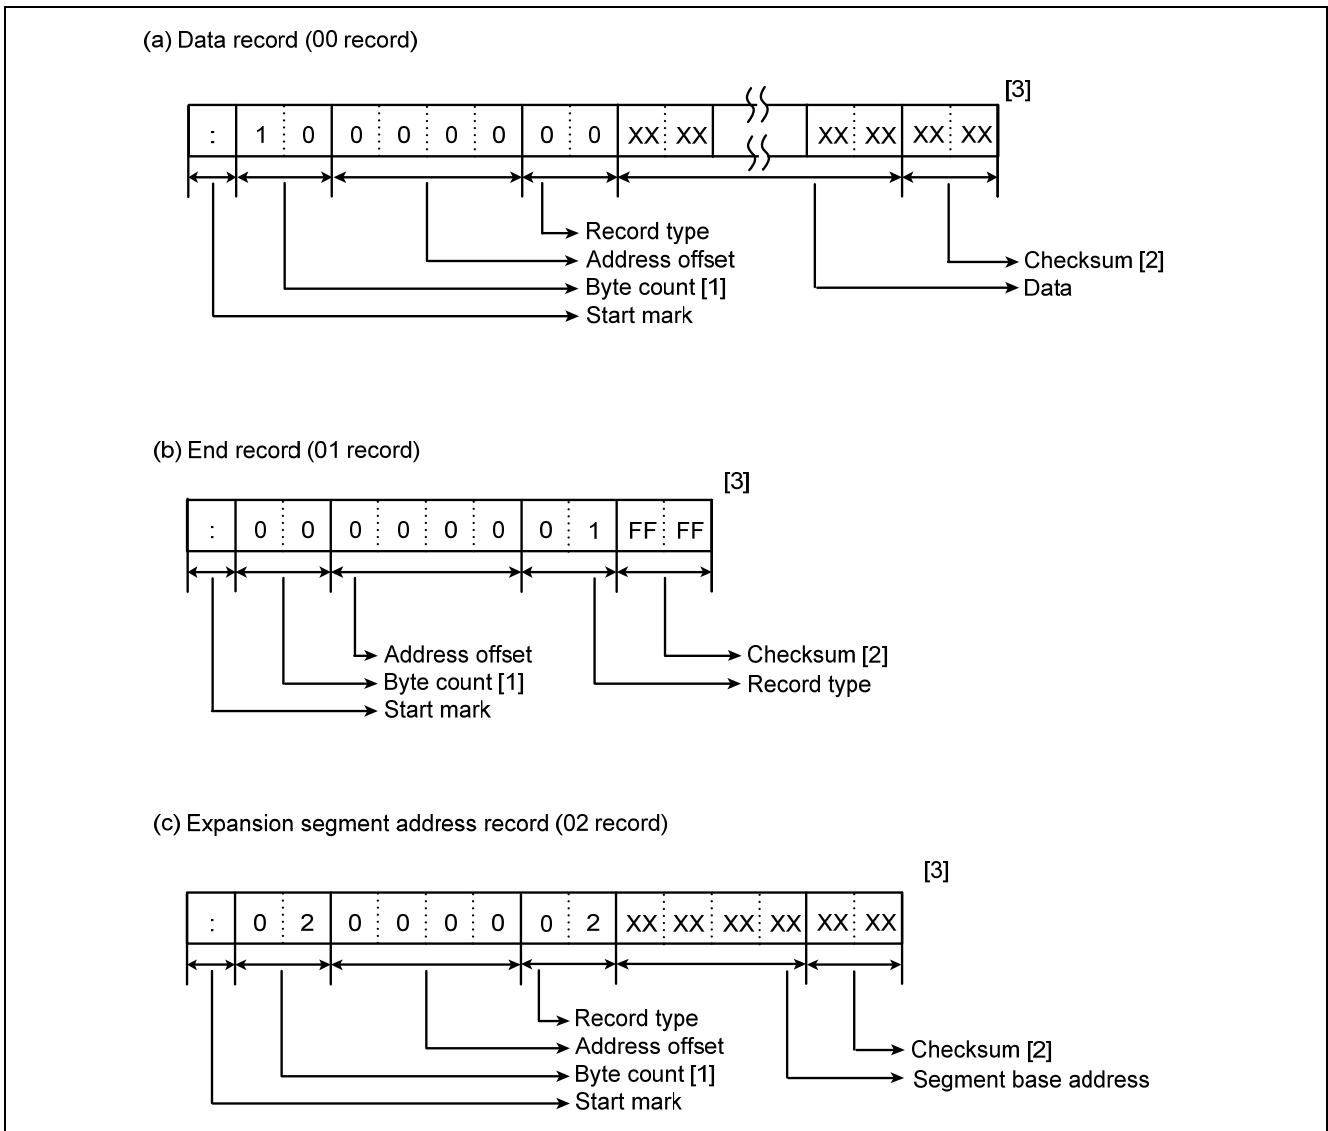 (a) Data record (00 record)
[3]
: 1 0 0 0 0 0 0 0 XX XX XX XX XX XX
Record type
Address offset
Checksum [2]
Byte count [1]
Data
Start mark
(b) End record (01 record)
[3]
: 0 0 0 0 0 0 0 1 FF FF
Address offset
Checksum [2]
Byte count [1]
Record type
Start mark
(c) Expansion segment address record (02 record)
[3]
: 0 2 0 0 0 0 0 2 XX XX XX XX XX XX
Record type
Address offset
Checksum [2]
Byte count [1]
Segment base address
Start mark